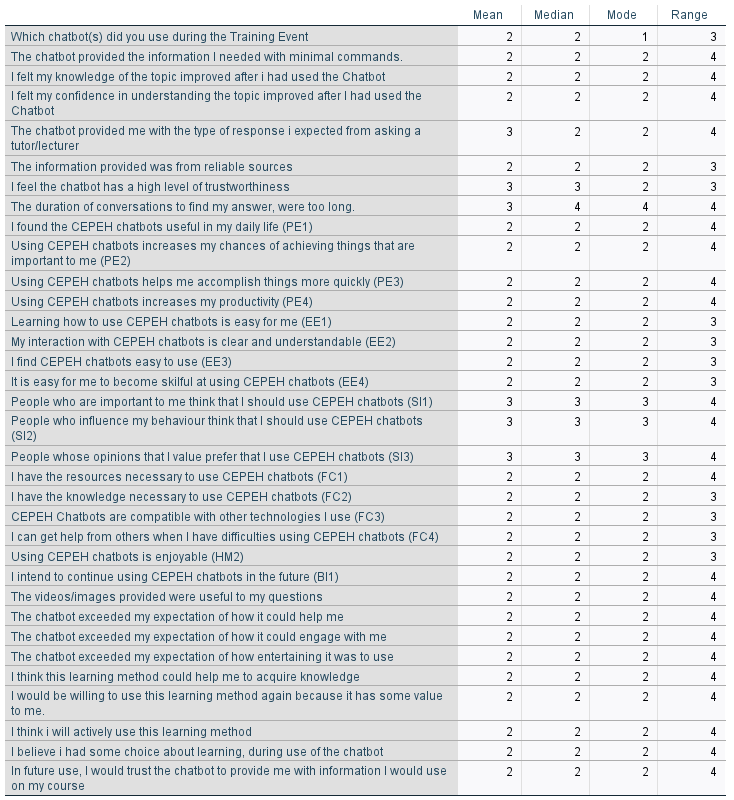 Mean Median Mode Range
Which chatbot(s) did you use during the Training Event 2 2 1 3
The chatbot provided the information I needed with minimal commands. 2 2 2 4
I felt my knowledge of the topic improved after i had used the Chatbot 2 2 2 4
I felt my confidence in understanding the topic improved after I had used the 2 2 2 4
Chatbot
The chatbot provided me with the type of response i expected from asking a 3 2 2 4
tutor/lecturer
The information provided was from reliable sources 2 2 2 3
I feel the chatbot has a high level of trustworthiness 3 3 2 3
The duration of conversations to find my answer, were too long. 3 4 4 4
I found the CEPEH chatbots useful in my daily life (PE1) 2 2 2 4
Using CEPEH chatbots increases my chances of achieving things that are 2 2 2 4
important to me (PE2)
Using CEPEH chatbots helps me accomplish things more quickly (PE3) 2 2 2 4
Using CEPEH chatbots increases my productivity (PE4) 2 2 2 4
Learning how to use CEPEH chatbots is easy for me (EE1) 2 2 2 3
My interaction with CEPEH chatbots is clear and understandable (EE2) 2 2 2 3
I find CEPEH chatbots easy to use (EE3) 2 2 2 3
It is easy for me to become skilful at using CEPEH chatbots (EE4) 2 2 2 3
People who are important to me think that I should use CEPEH chatbots (SI1) 3 3 3 4
People who influence my behaviour think that I should use CEPEH chatbots 3 3 3 4
(SI2)
People whose opinions that I value prefer that I use CEPEH chatbots (SI3) 3 3 3 4
I have the resources necessary to use CEPEH chatbots (FC1) 2 2 2 4
I have the knowledge necessary to use CEPEH chatbots (FC2) 2 2 2 3
CEPEH Chatbots are compatible with other technologies I use (FC3) 2 2 2 3
I can get help from others when I have difficulties using CEPEH chatbots (FC4) 2 2 2 3
Using CEPEH chatbots is enjoyable (HM2) 2 2 2 3
I intend to continue using CEPEH chatbots in the future (BI1) 2 2 2 4
The videos/images provided were useful to my questions 2 2 2 4
The chatbot exceeded my expectation of how it could help me 2 2 2 4
The chatbot exceeded my expectation of how it could engage with me 2 2 2 4
The chatbot exceeded my expectation of how entertaining it was to use 2 2 2 4
I think this learning method could help me to acquire knowledge 2 2 2 4
I would be willing to use this learning method again because it has some value 2 2 2 4
to me.
I think i will actively use this learning method 2 2 2 4
I believe i had some choice about learning, during use of the chatbot 2 2 2 4
In future use, I would trust the chatbot to provide me with information I would use 2 2 2 4
on my course